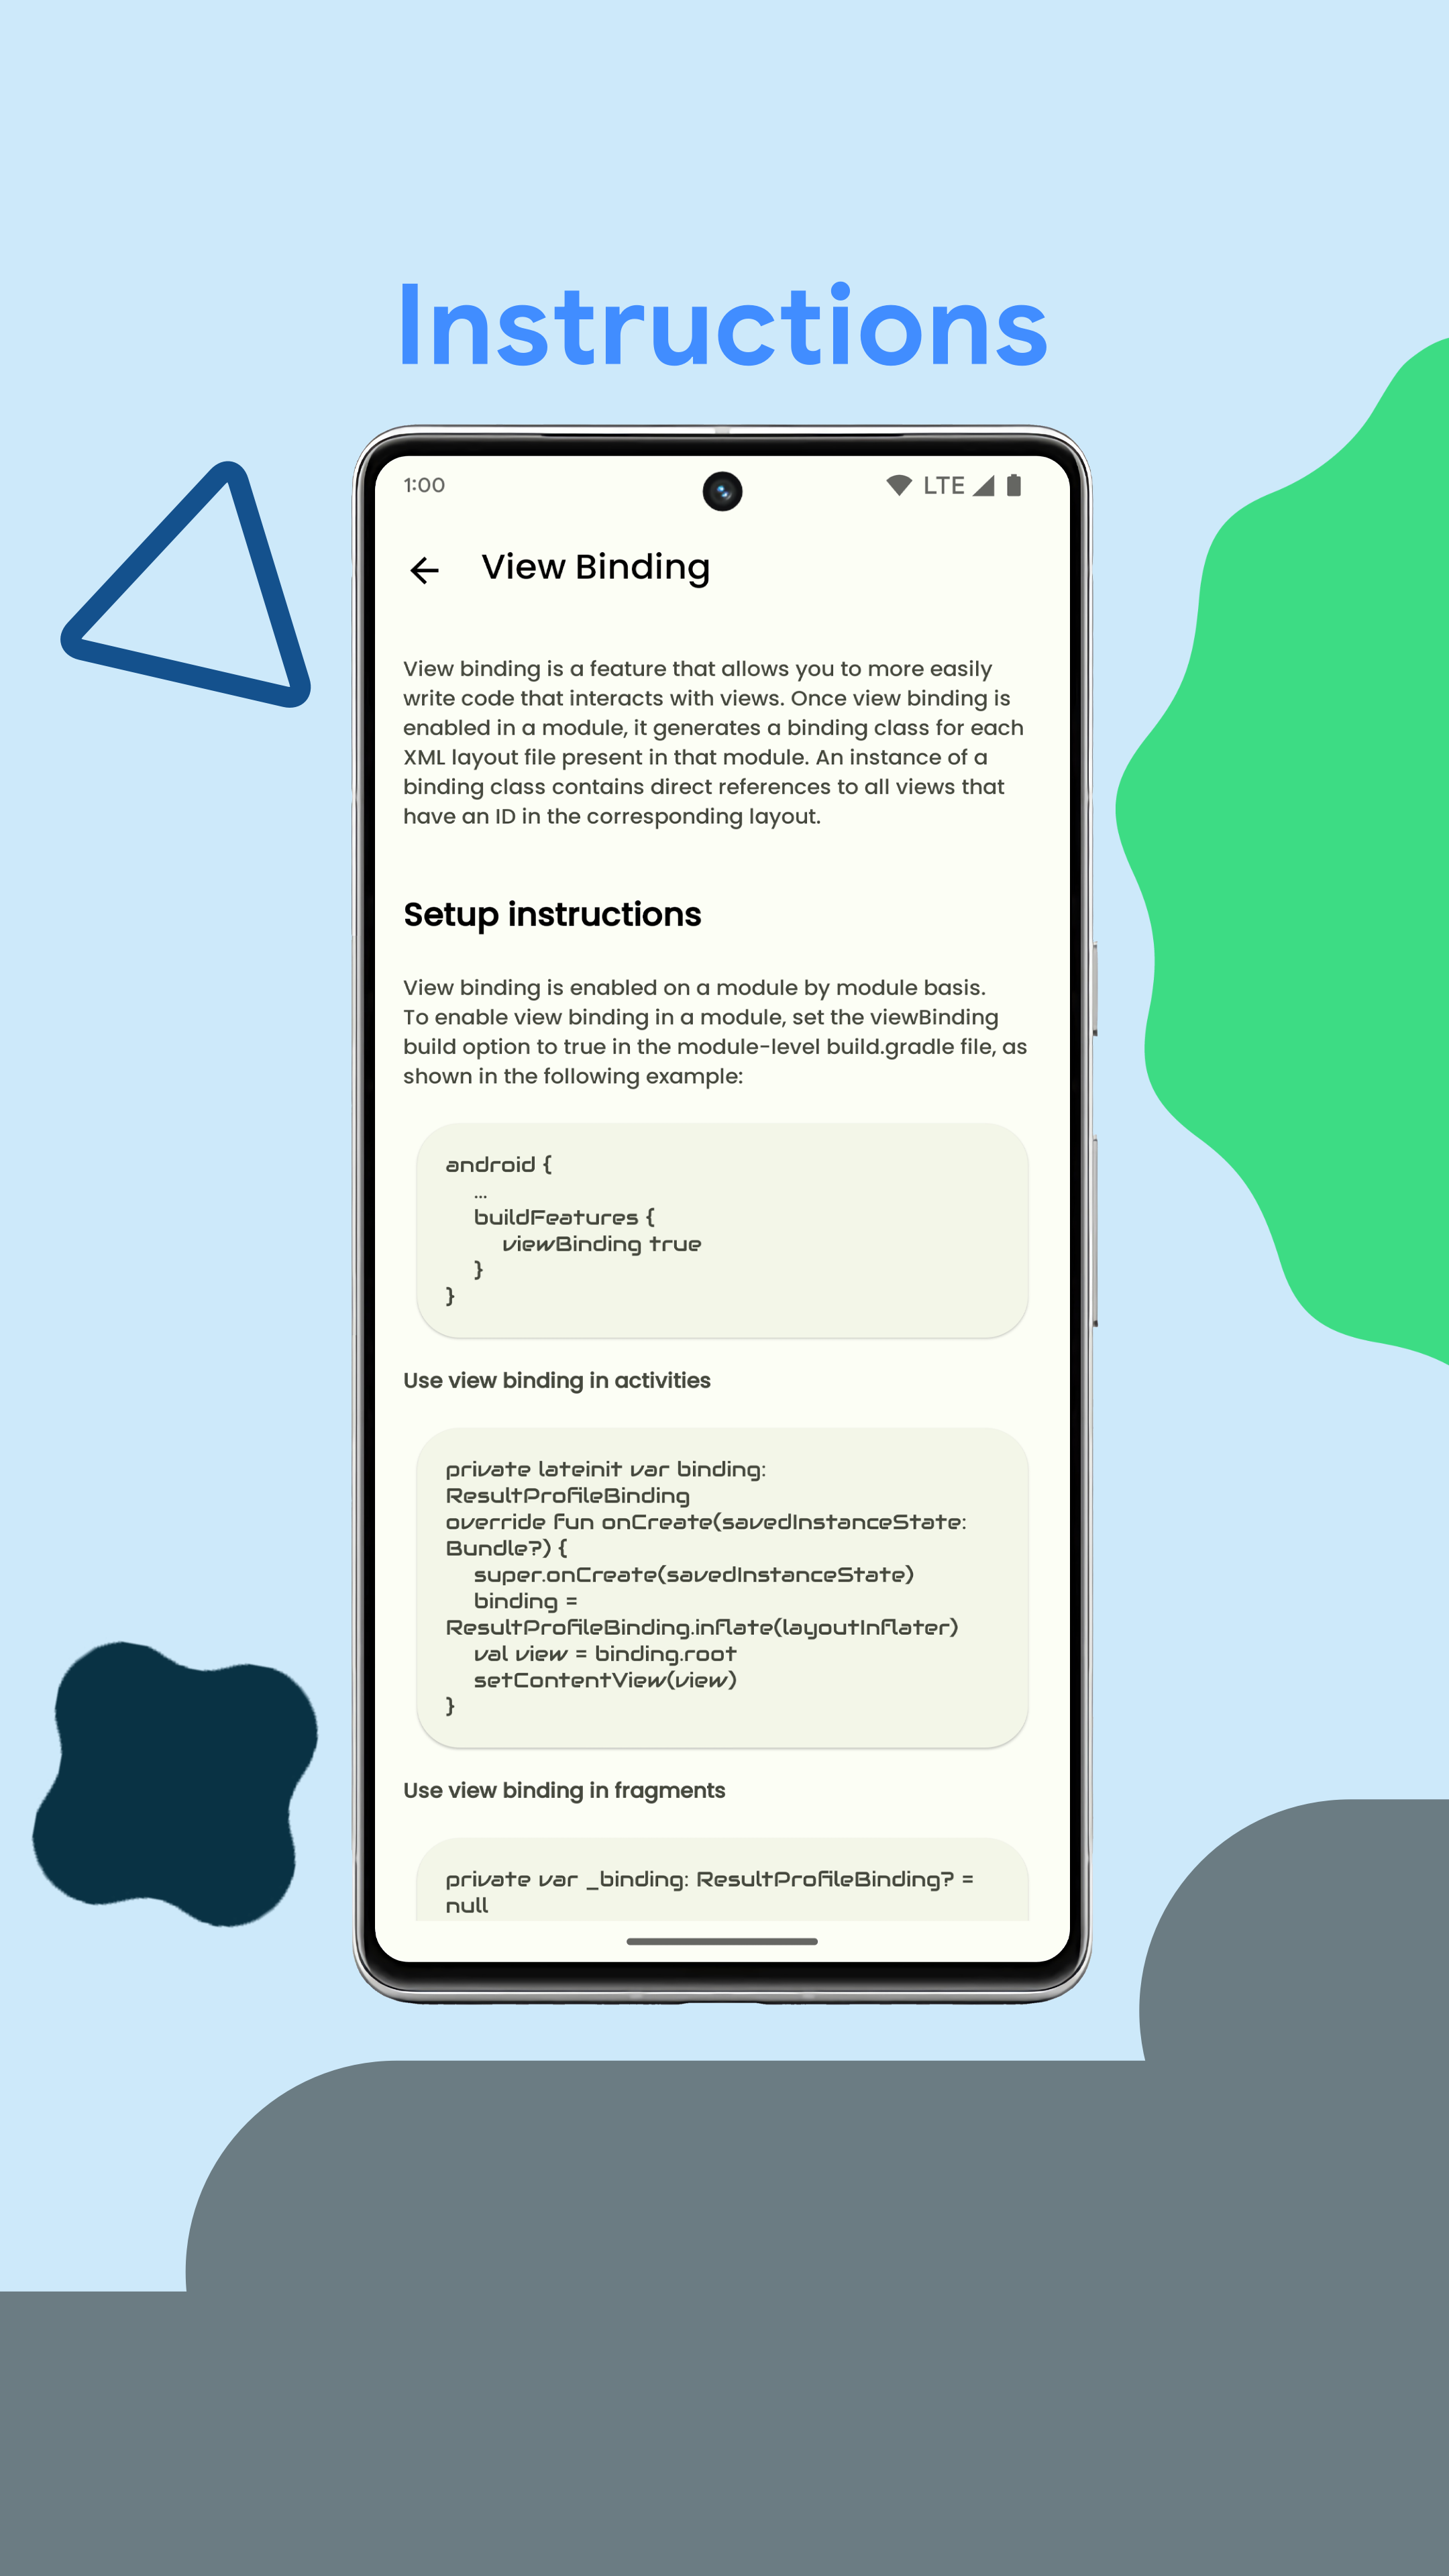 Instructions
1:00
LTE
View Binding
View binding is a feature that allows you to more easily
write code that interacts with views. Once view binding is
enabled in a module, it generates a binding class for each
XML layout file present in that module. An instance of a
binding class contains direct references to all views that
have an ID in the corresponding layout.
Setup instructions
View binding is enabled on a module by module basis.
To enable view binding in a module, set the viewBinding
build option to true in the module-level build.gradle file, as
shown in the following example:
android {
...
buildFeatures {
viewBinding true
}
}
Use view binding in activities
private lateinit var binding:
ResultProfileBinding
override fun onCreate(savedInstanceState:
Bundle?) {
super.onCreate(savedInstanceState)
binding =
ResultProfileBinding.inflate(layoutInflater)
val view = binding.root
setContentView(view)
}
Use view binding in fragments
private var _binding: ResultProfileBinding? =
null